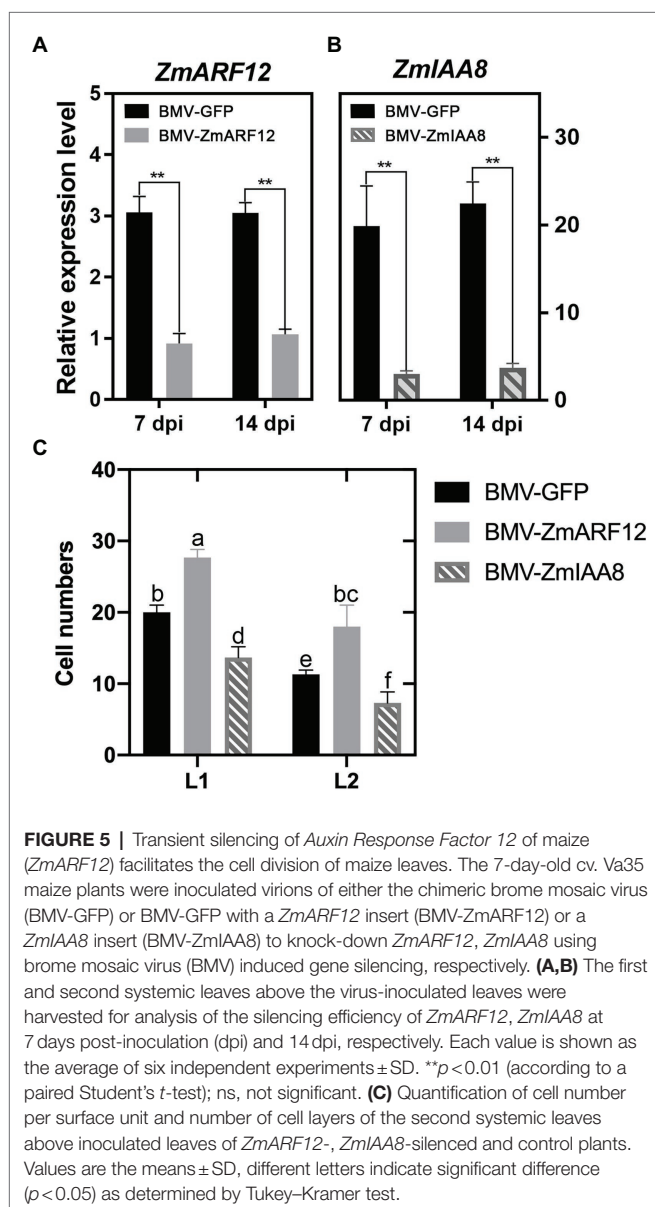 A
ZmARF12
B
ZmIAA8
Relative expression level
5
4
3
2
1
0
BMV-GFP
BMV-ZmARF12
**
**
7 dpi
14 dpi
BMV-GFP
BMV-ZmIAA8
**
**
30
20
10
0
7 dpi
14 dpi
C
Cell numbers
40
30
20
10
0
b
a
d
e
bc
f
L1
L2
BMV-GFP
BMV-ZmARF12
BMV-ZmIAA8
FIGURE 5 | Transient silencing of Auxin Response Factor 12 of maize
(ZmARF12) facilitates the cell division of maize leaves. The 7-day-old cv. Va35
maize plants were inoculated virions of either the chimeric brome mosaic virus
(BMV-GFP) or BMV-GFP with a ZmARF12 insert (BMV-ZmARF12) or a
ZmIAA8 insert (BMV-ZmIAA8) to knock-down ZmARF12, ZmIAA8 using
brome mosaic virus (BMV) induced gene silencing, respectively. (A,B) The first
and second systemic leaves above the virus-inoculated leaves were
harvested for analysis of the silencing efficiency of ZmARF12, ZmIAA8 at
7 days post-inoculation (dpi) and 14 dpi, respectively. Each value is shown as
the average of six independent experiments ± SD. **p < 0.01 (according to a
paired Student's t-test); ns, not significant. (C) Quantification of cell number
per surface unit and number of cell layers of the second systemic leaves
above inoculated leaves of ZmARF12-, ZmIAA8-silenced and control plants.
Values are the means ± SD, different letters indicate significant difference
(p < 0.05) as determined by Tukey–Kramer test.